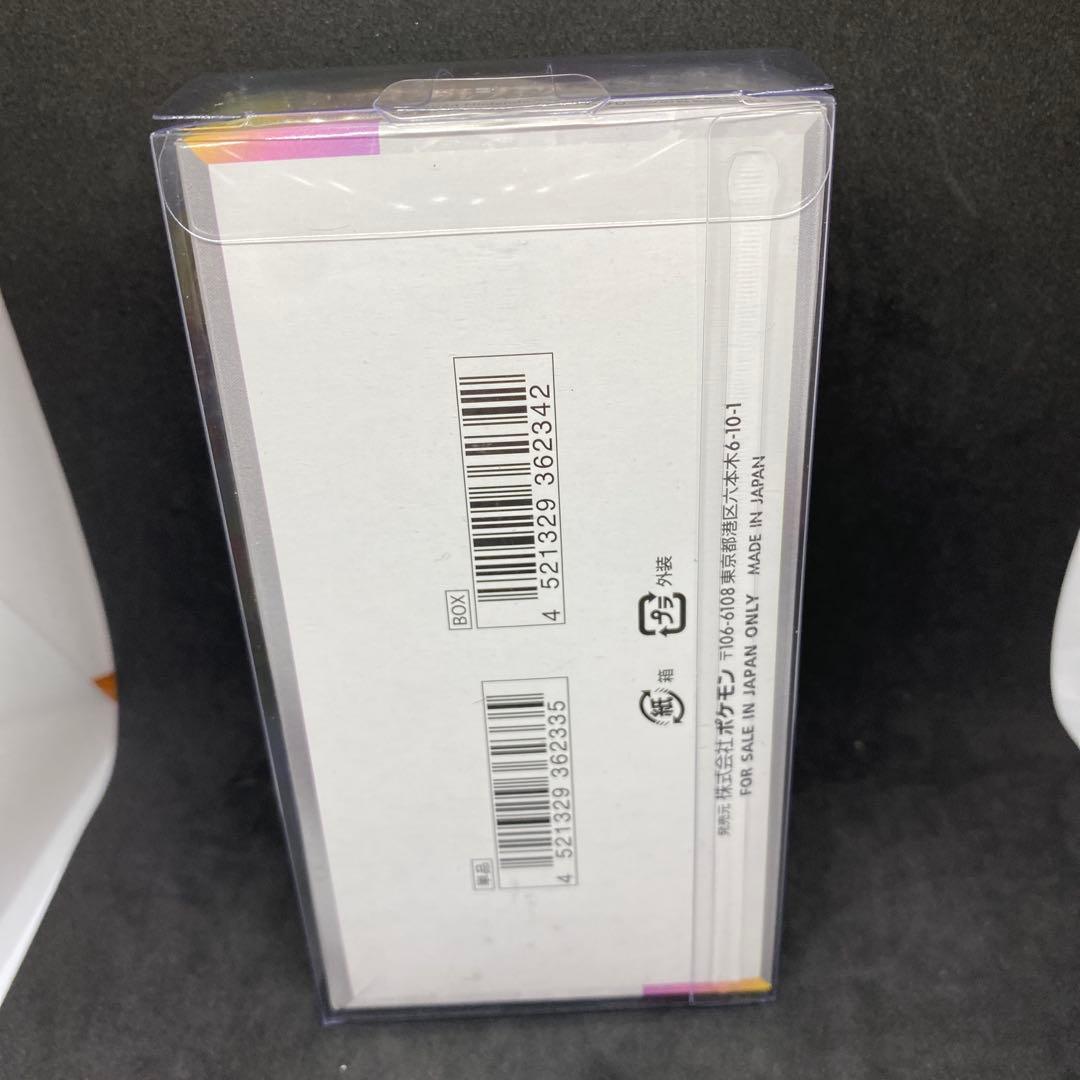 単品
4 521329 362335
BOX
4 521329 362342
紙 箱
プラ 外装
発売元 株式会社ポケモン 〒106-6108 東京都港区六本木6-10-1
FOR SALE IN JAPAN ONLY MADE IN JAPAN